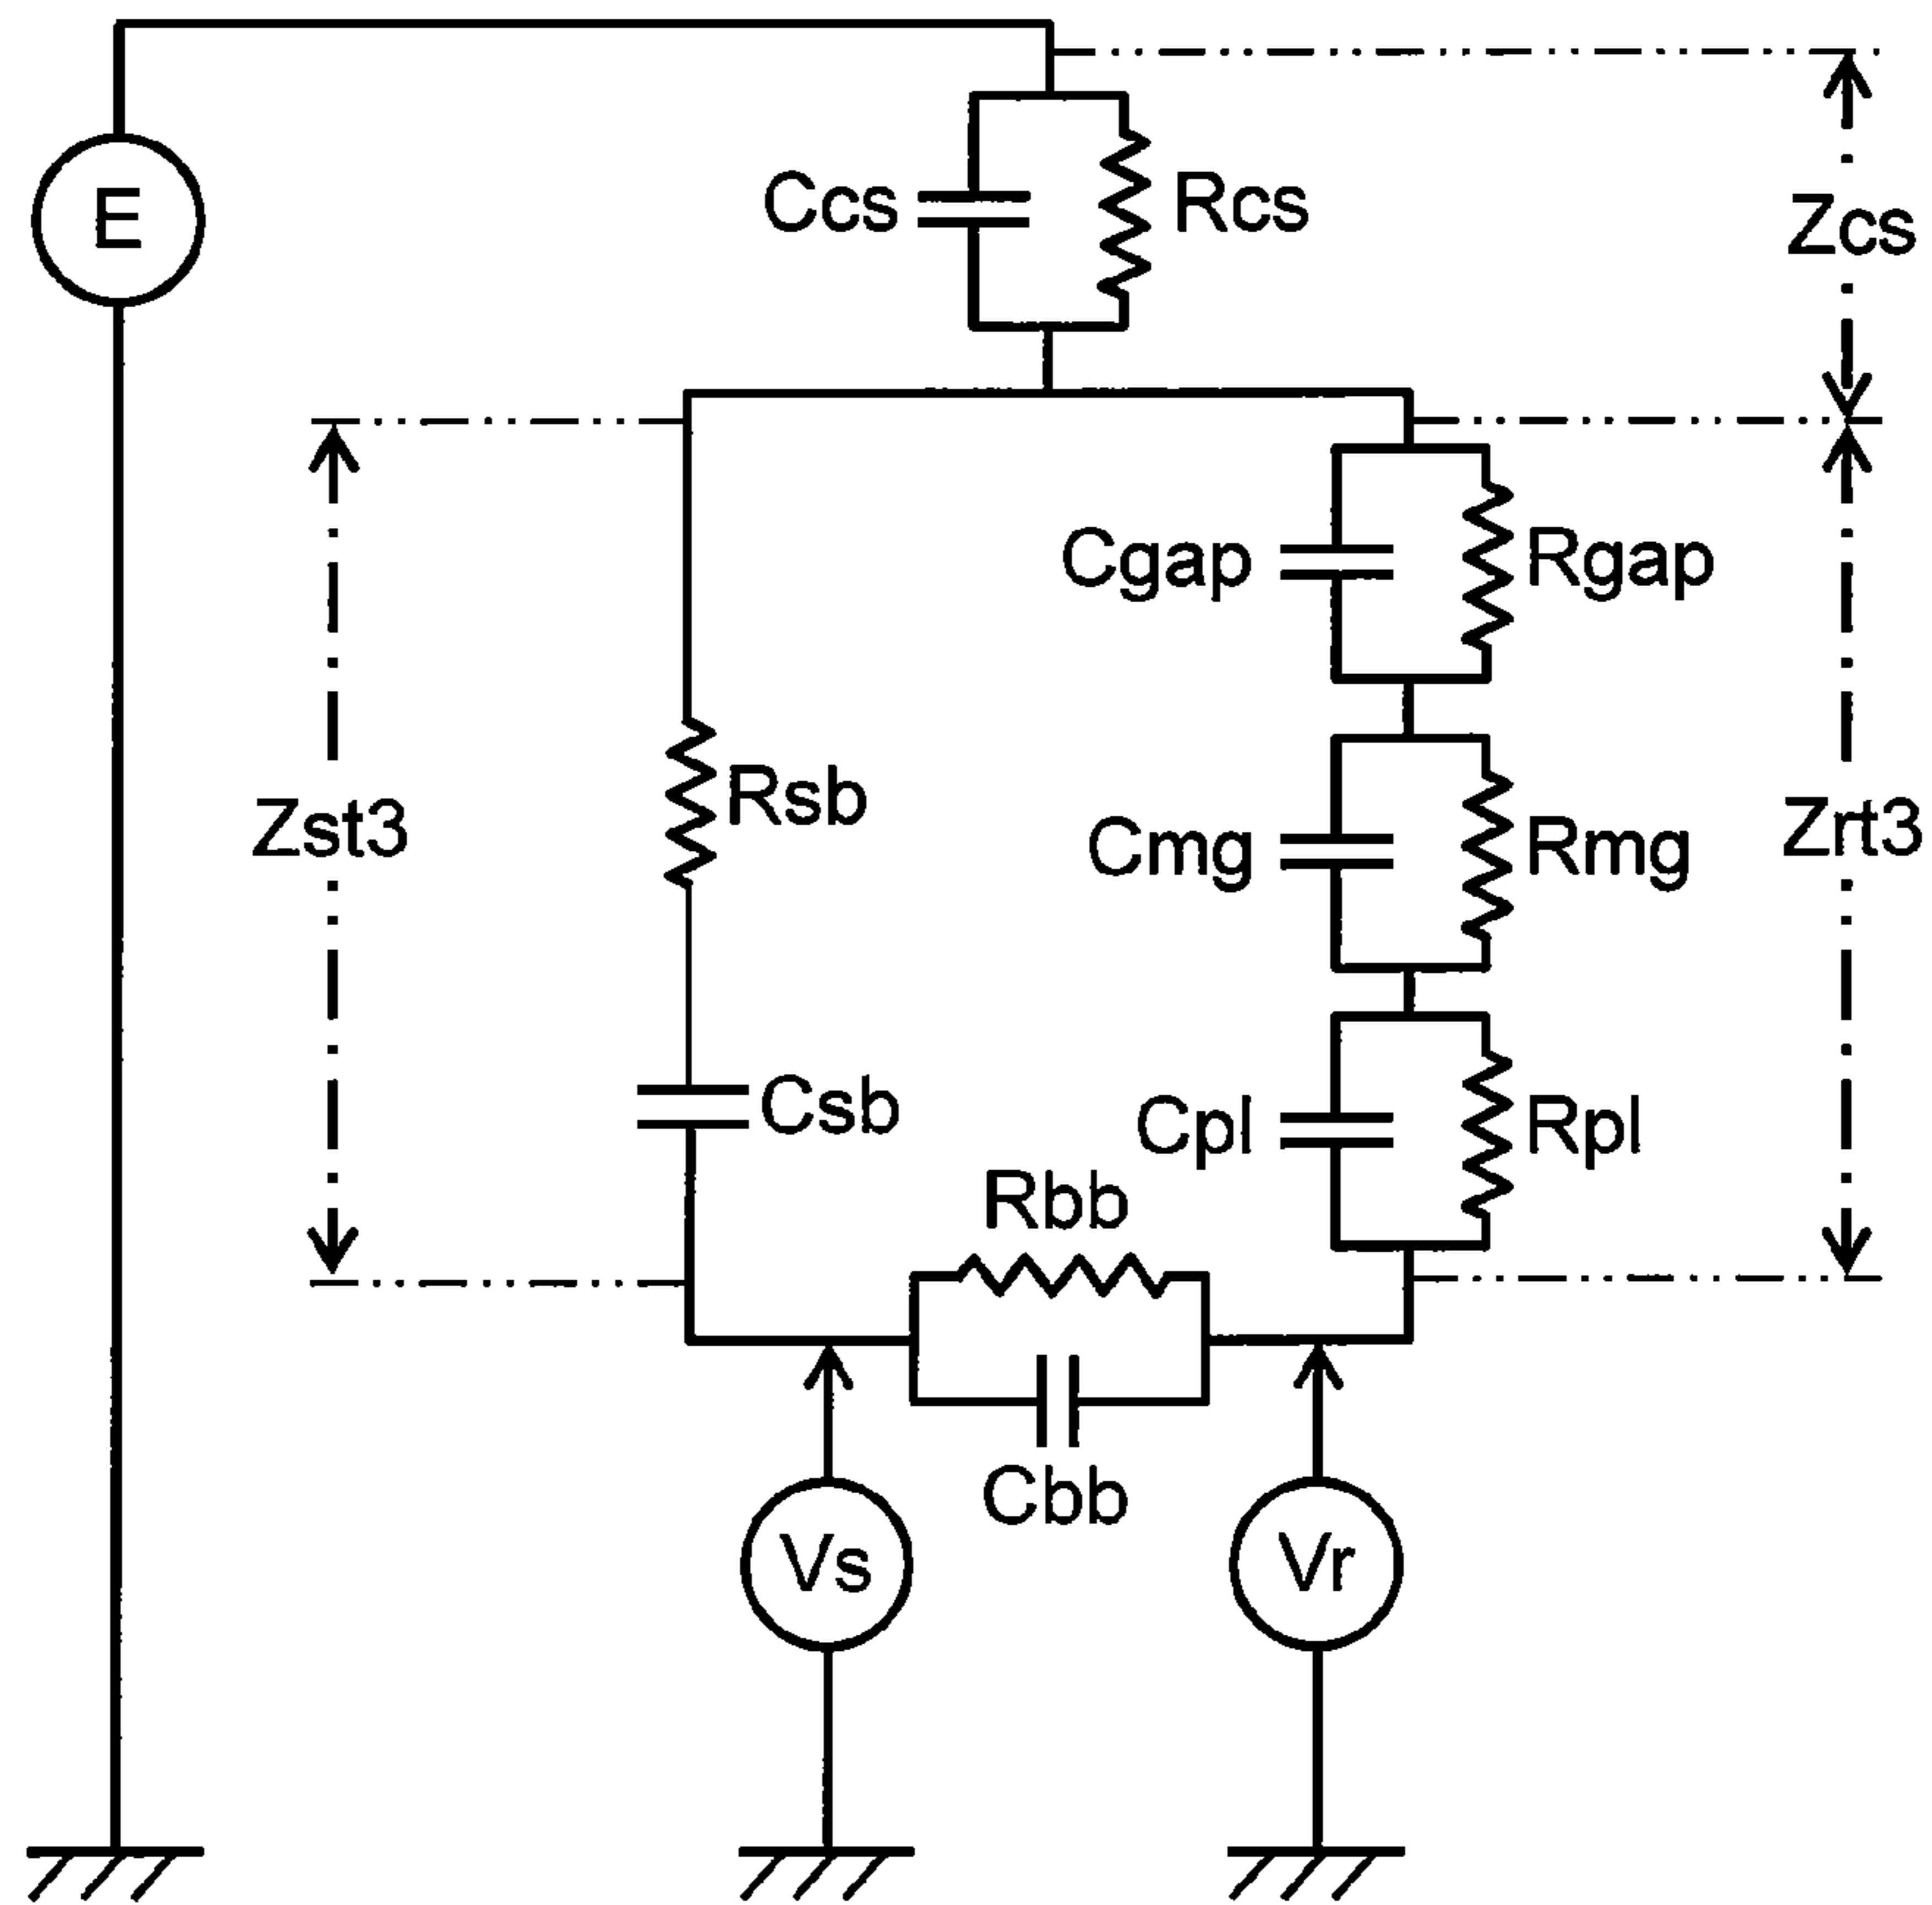 E
Ccs
Rcs
Zcs
Cgap
Rgap
Rsb
Zst3
Cmg
Rmg
Zrt3
Csb
Cpl
Rpl
Rbb
Cbb
Vs
Vr